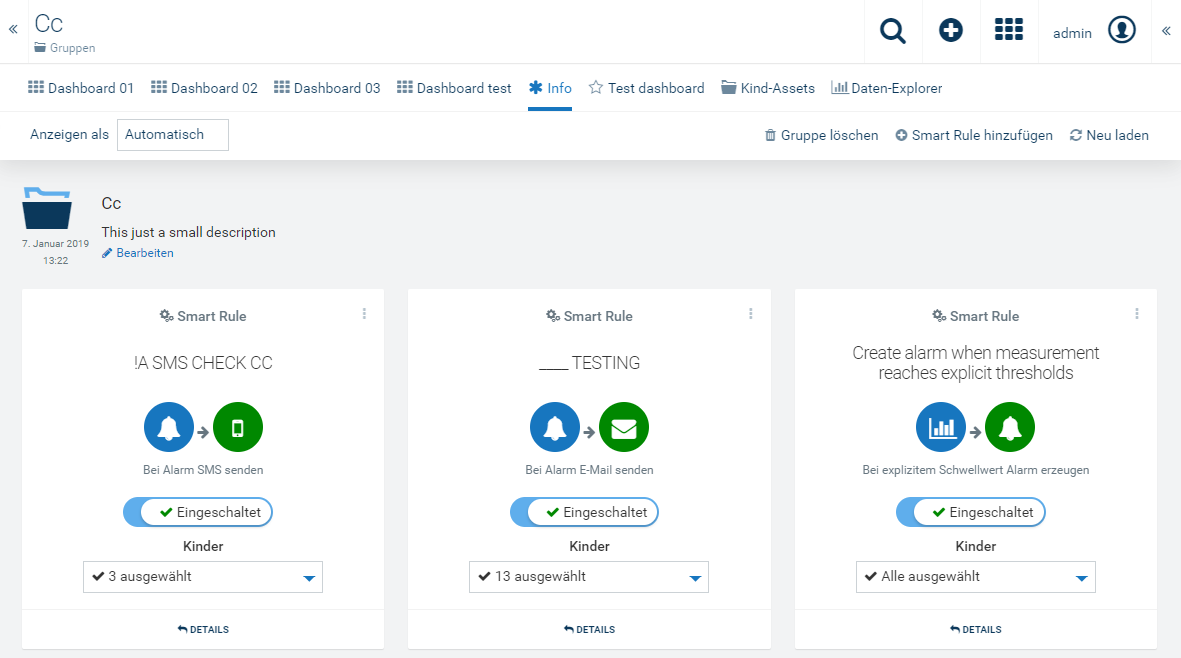 «
Cc
Gruppen
admin
«
Dashboard 01
Dashboard 02
Dashboard 03
Dashboard test
Info
Test dashboard
Kind-Assets
Daten-Explorer
Anzeigen als
Automatisch
Gruppe löschen
Smart Rule hinzufügen
Neu laden
Cc
This just a small description
Bearbeiten
7. Januar 2019
13:22
Smart Rule
!A SMS CHECK CC
Bei Alarm SMS senden
Eingeschaltet
Kinder
3 ausgewählt
DETAILS
Smart Rule
____ TESTING
Bei Alarm E-Mail senden
Eingeschaltet
Kinder
13 ausgewählt
DETAILS
Smart Rule
Create alarm when measurement
reaches explicit thresholds
Bei explizitem Schwellwert Alarm erzeugen
Eingeschaltet
Kinder
Alle ausgewählt
DETAILS